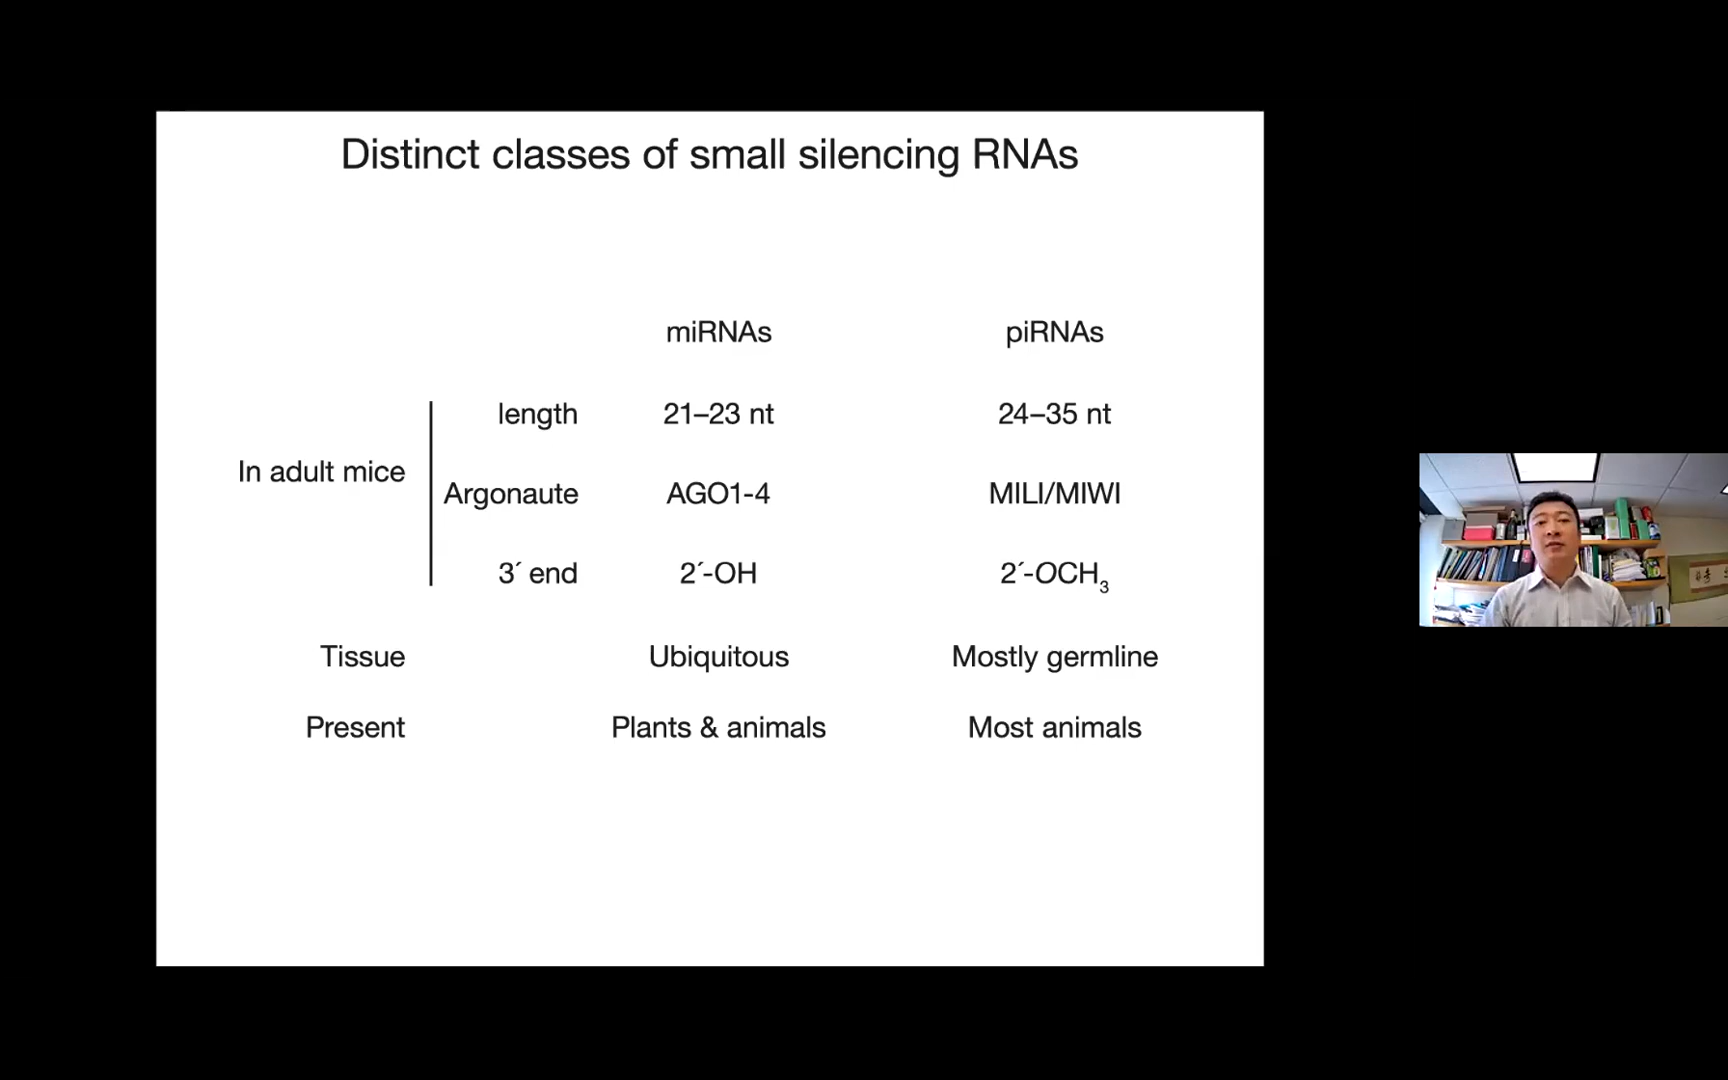 Distinct classes of small silencing RNAs
miRNAs piRNAs
length 21–23 nt 24–35 nt
In adult mice
Argonaute AGO1-4 MILI/MIWI
3´ end 2´-OH 2´-OCH₃
Tissue Ubiquitous Mostly germline
Present Plants & animals Most animals